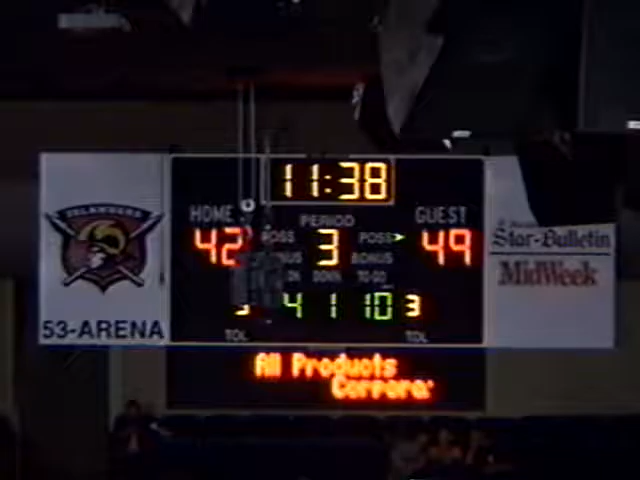 11:38
HOME PERIOD GUEST
42 POSS 3 POSS 49
BONUS
DOWN TO GO
4 1 10 3
TOL TOL
All Products
ISLANDERS
53-ARENA
Star-Bulletin
MidWeek